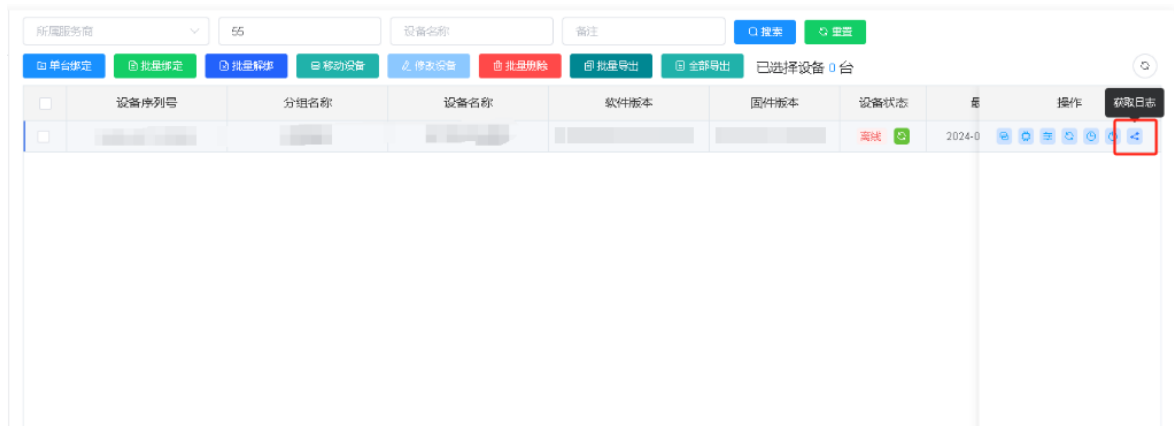 所属服务商 55 设备名称 备注 搜索 重置
单台绑定 批量绑定 批量解绑 移动设备 修改设备 批量删除 批量导出 全部导出 已选择设备 0 台
设备序列号 分组名称 设备名称 软件版本 固件版本 设备状态 操作 获取日志
离线 2024-0